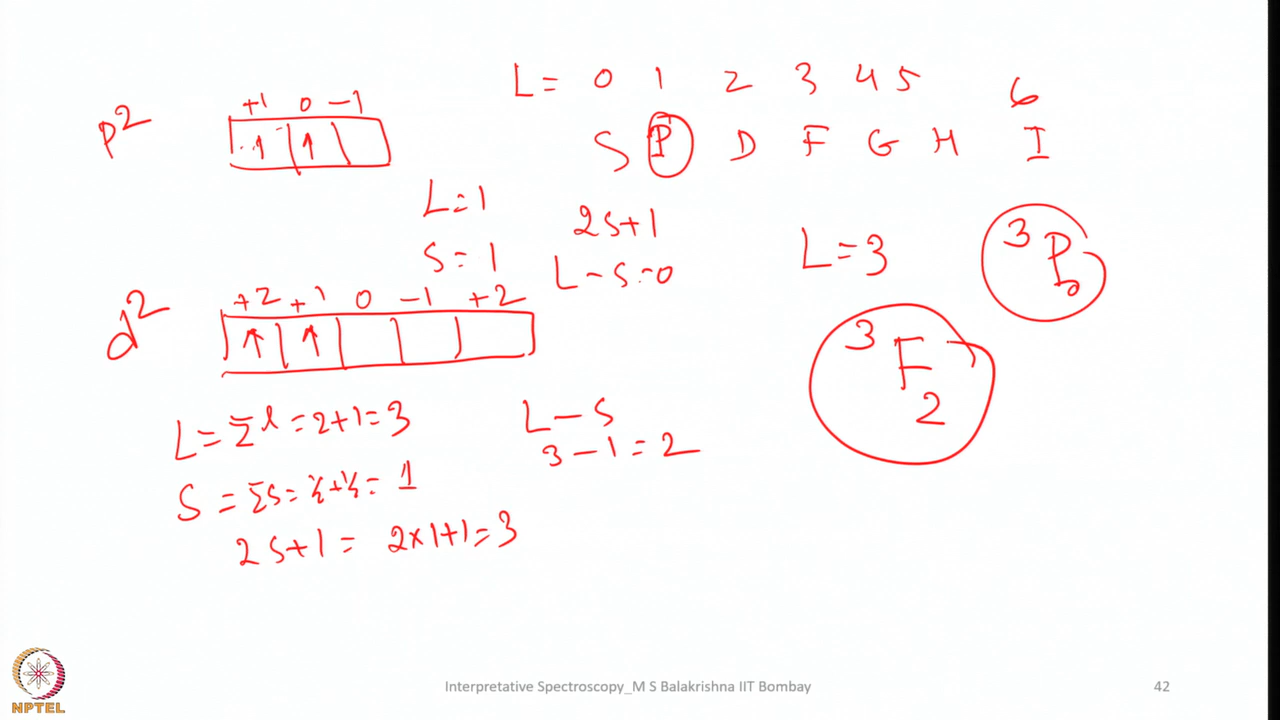 L = 0 1 2 3 4 5 6
S P D F G H I
p² +1 0 -1
↑ ↑
L=1
S=1
2S+1
L-S=0
L=3
³P₀
d² +2 +1 0 -1 +2
↑ ↑
³F₂
L=Σl=2+1=3
S=Σs=½+½=1
2S+1= 2×1+1=3
L-S
3-1=2
NPTEL
Interpretative Spectroscopy_M S Balakrishna IIT Bombay
42